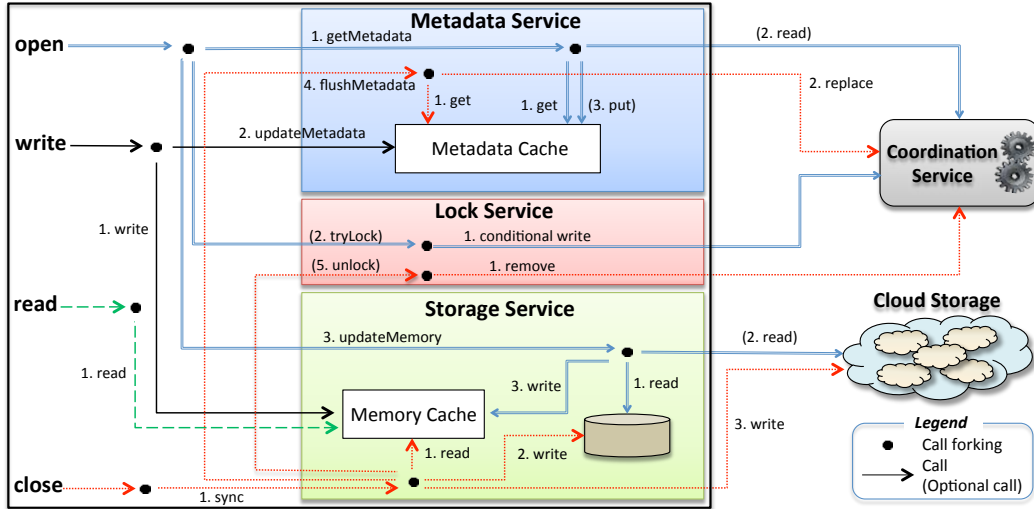 Metadata Service
open
1. getMetadata
(2. read)
4. flushMetadata
2. replace
1. get
1. get
(3. put)
write
2. updateMetadata
Metadata Cache
Coordination
Service
Lock Service
1. write
(2. tryLock)
1. conditional write
(5. unlock)
1. remove
read
Storage Service
Cloud Storage
3. updateMemory
(2. read)
1. read
3. write
1. read
Memory Cache
3. write
Legend
Call forking
Call
(Optional call)
1. read
2. write
close
1. sync